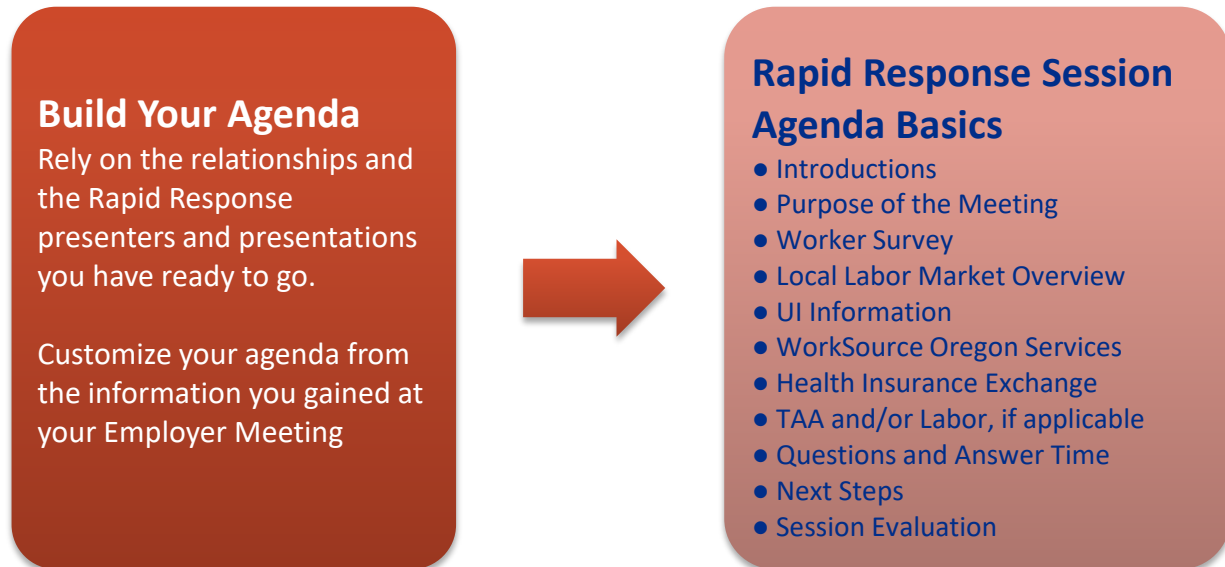 Build Your Agenda
Rely on the relationships and
the Rapid Response
presenters and presentations
you have ready to go.
Customize your agenda from
the information you gained at
your Employer Meeting
Rapid Response Session
Agenda Basics
● Introductions
● Purpose of the Meeting
● Worker Survey
● Local Labor Market Overview
● UI Information
● WorkSource Oregon Services
● Health Insurance Exchange
● TAA and/or Labor, if applicable
● Questions and Answer Time
● Next Steps
● Session Evaluation